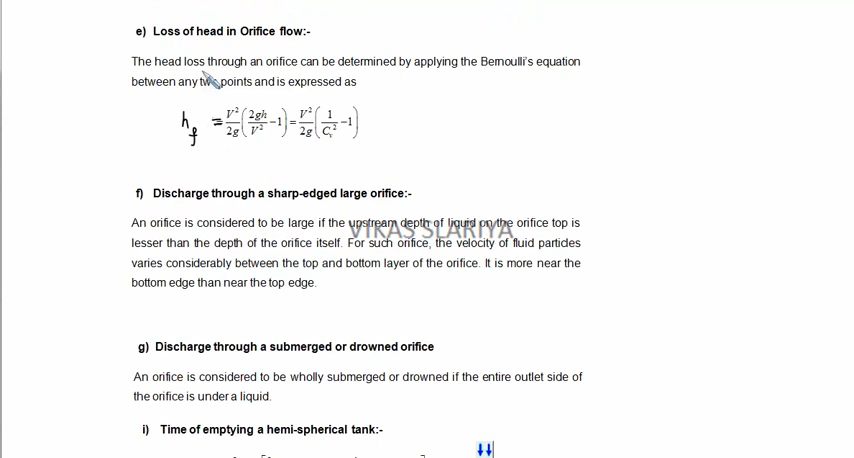 e) Loss of head in Orifice flow:-
The head loss through an orifice can be determined by applying the Bernoulli's equation
between any two points and is expressed as
h_f = V²/2g (2gh/V² −1) = V²/2g (1/C_v² −1)
f) Discharge through a sharp-edged large orifice:-
An orifice is considered to be large if the upstream depth of liquid on the orifice top is
VIKAS SLARIYA
lesser than the depth of the orifice itself. For such orifice, the velocity of fluid particles
varies considerably between the top and bottom layer of the orifice. It is more near the
bottom edge than near the top edge.
g) Discharge through a submerged or drowned orifice
An orifice is considered to be wholly submerged or drowned if the entire outlet side of
the orifice is under a liquid.
i) Time of emptying a hemi-spherical tank:-